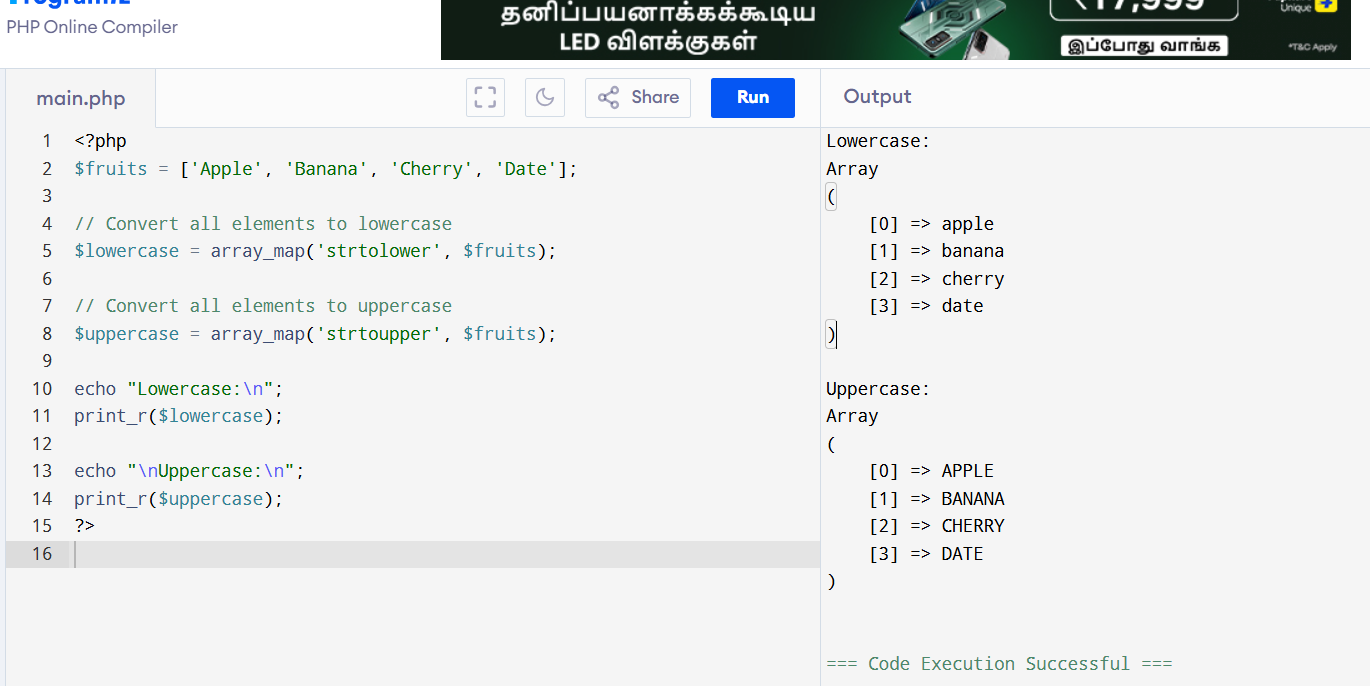 PHP Online Compiler
தனிப்பயனாக்கக்கூடிய
LED விளக்குகள்
Unique
இப்போது வாங்க
*T&C Apply
main.php
Share
Run
Output
1 <?php
2 $fruits = ['Apple', 'Banana', 'Cherry', 'Date'];
3
4 // Convert all elements to lowercase
5 $lowercase = array_map('strtolower', $fruits);
6
7 // Convert all elements to uppercase
8 $uppercase = array_map('strtoupper', $fruits);
9
10 echo "Lowercase:\n";
11 print_r($lowercase);
12
13 echo "\nUppercase:\n";
14 print_r($uppercase);
15 ?>
16
Lowercase:
Array
(
    [0] => apple
    [1] => banana
    [2] => cherry
    [3] => date
)
Uppercase:
Array
(
    [0] => APPLE
    [1] => BANANA
    [2] => CHERRY
    [3] => DATE
)
=== Code Execution Successful ===